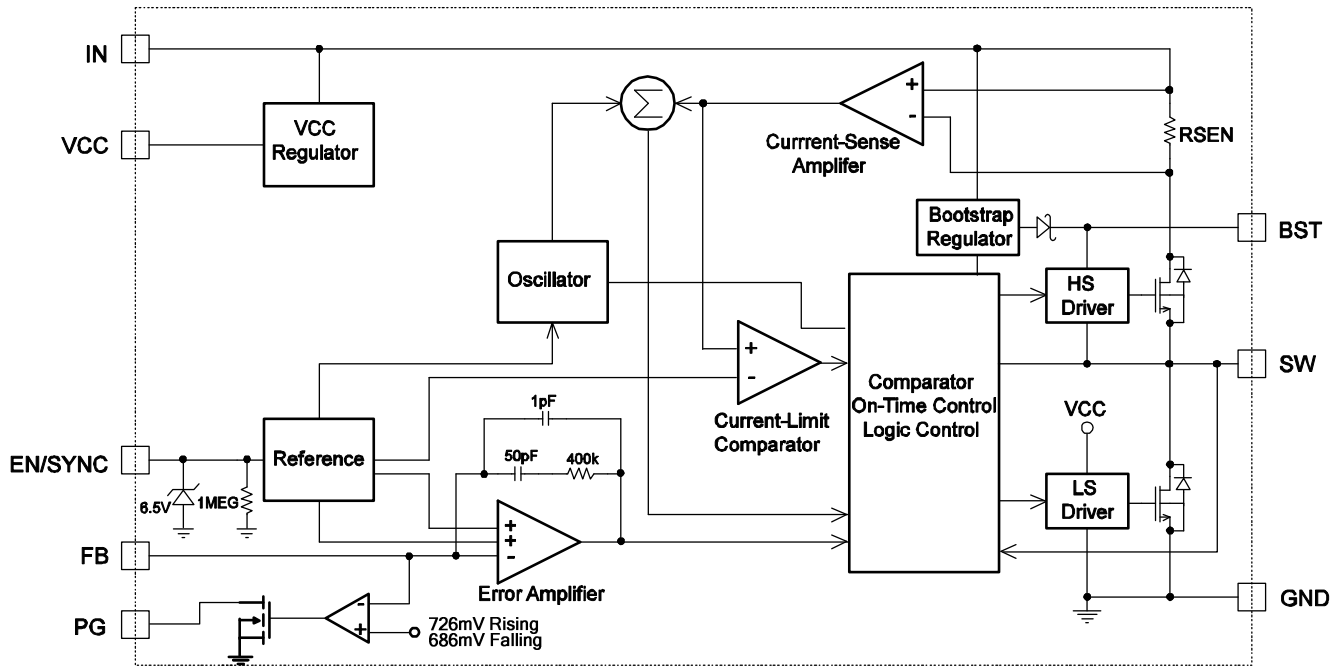 IN
VCC
VCC
Regulator
Σ
+
-
Currrent-Sense
Amplifer
RSEN
Bootstrap
Regulator
BST
Oscillator
HS
Driver
+
-
Current-Limit
Comparator
Comparator
On-Time Control
Logic Control
SW
VCC
1pF
50pF
400k
EN/SYNC
Reference
6.5V
1MEG
LS
Driver
FB
+
+
-
Error Amplifier
PG
-
+
726mV Rising
686mV Falling
GND